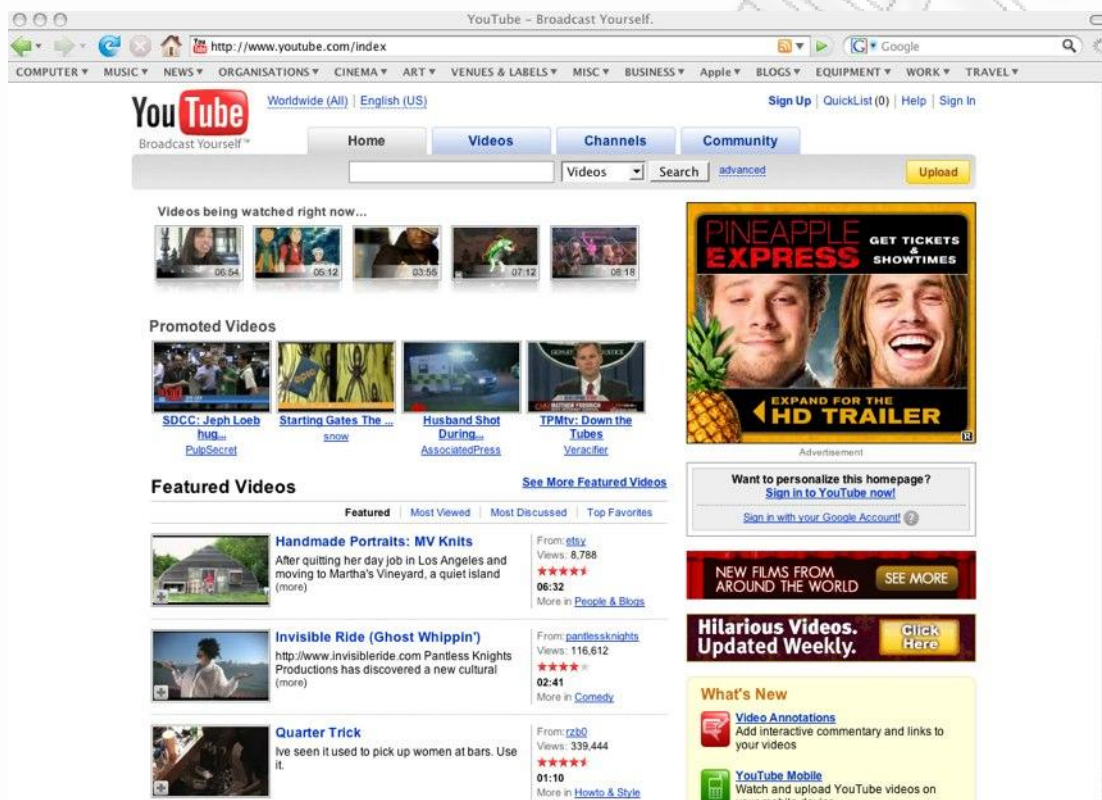 YouTube - Broadcast Yourself.
http://www.youtube.com/index
Google
COMPUTER MUSIC NEWS ORGANISATIONS CINEMA ART VENUES & LABELS MISC BUSINESS Apple BLOGS EQUIPMENT WORK TRAVEL
You Tube
Broadcast Yourself™
Worldwide (All) | English (US)
Sign Up | QuickList (0) | Help | Sign In
Home Videos Channels Community
Videos Search advanced Upload
Videos being watched right now...
06:54 05:12 03:55 07:12 08:18
Promoted Videos
SDCC: Jeph Loeb
hug...
PulpSecret
Starting Gates The ...
snow
Husband Shot
During...
AssociatedPress
TPMtv: Down the
Tubes
Veracifier
Featured Videos
See More Featured Videos
Featured | Most Viewed | Most Discussed | Top Favorites
Handmade Portraits: MV Knits
After quitting her day job in Los Angeles and
moving to Martha's Vineyard, a quiet island
(more)
From: etsy
Views: 8,788
06:32
More in People & Blogs
Invisible Ride (Ghost Whippin')
http://www.invisibleride.com Pantless Knights
Productions has discovered a new cultural
(more)
From: pantlessknights
Views: 116,612
02:41
More in Comedy
Quarter Trick
Ive seen it used to pick up women at bars. Use
it.
From: rzb0
Views: 339,444
01:10
More in Howto & Style
PINEAPPLE
EXPRESS
GET TICKETS
&
SHOWTIMES
EXPAND FOR THE
HD TRAILER
R
Advertisement
Want to personalize this homepage?
Sign in to YouTube now!
Sign in with your Google Account! ?
NEW FILMS FROM
AROUND THE WORLD
SEE MORE
Hilarious Videos.
Updated Weekly.
Click
Here
What's New
Video Annotations
Add interactive commentary and links to
your videos
YouTube Mobile
Watch and upload YouTube videos on
your mobile device